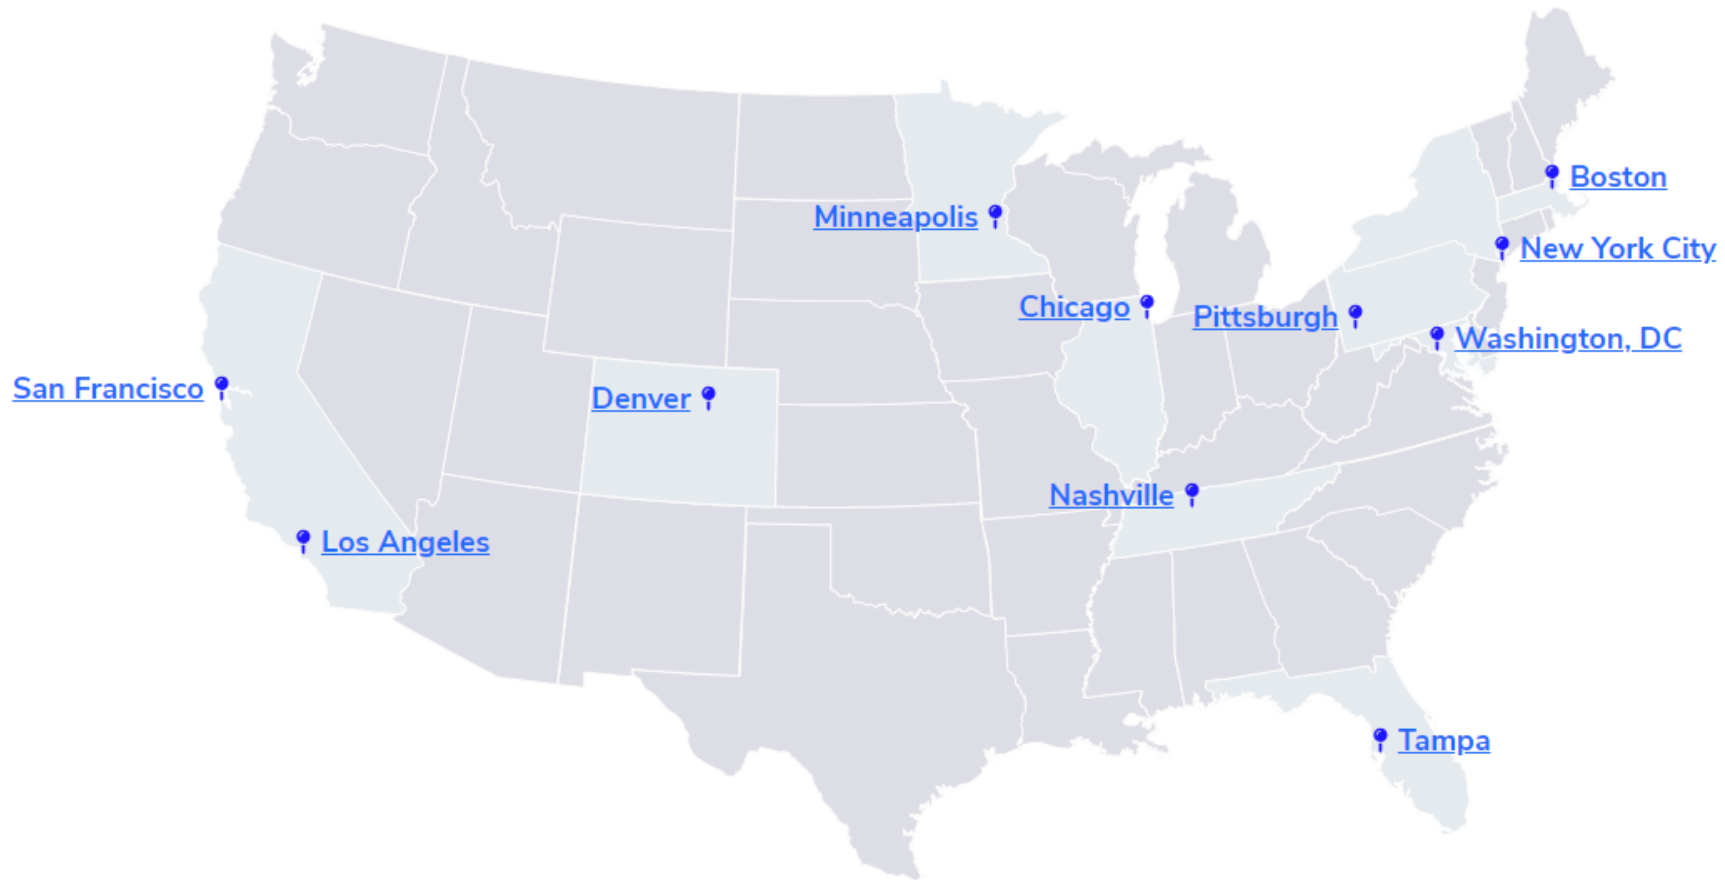 Boston
Minneapolis
New York City
Chicago
Pittsburgh
Washington, DC
San Francisco
Denver
Nashville
Los Angeles
Tampa